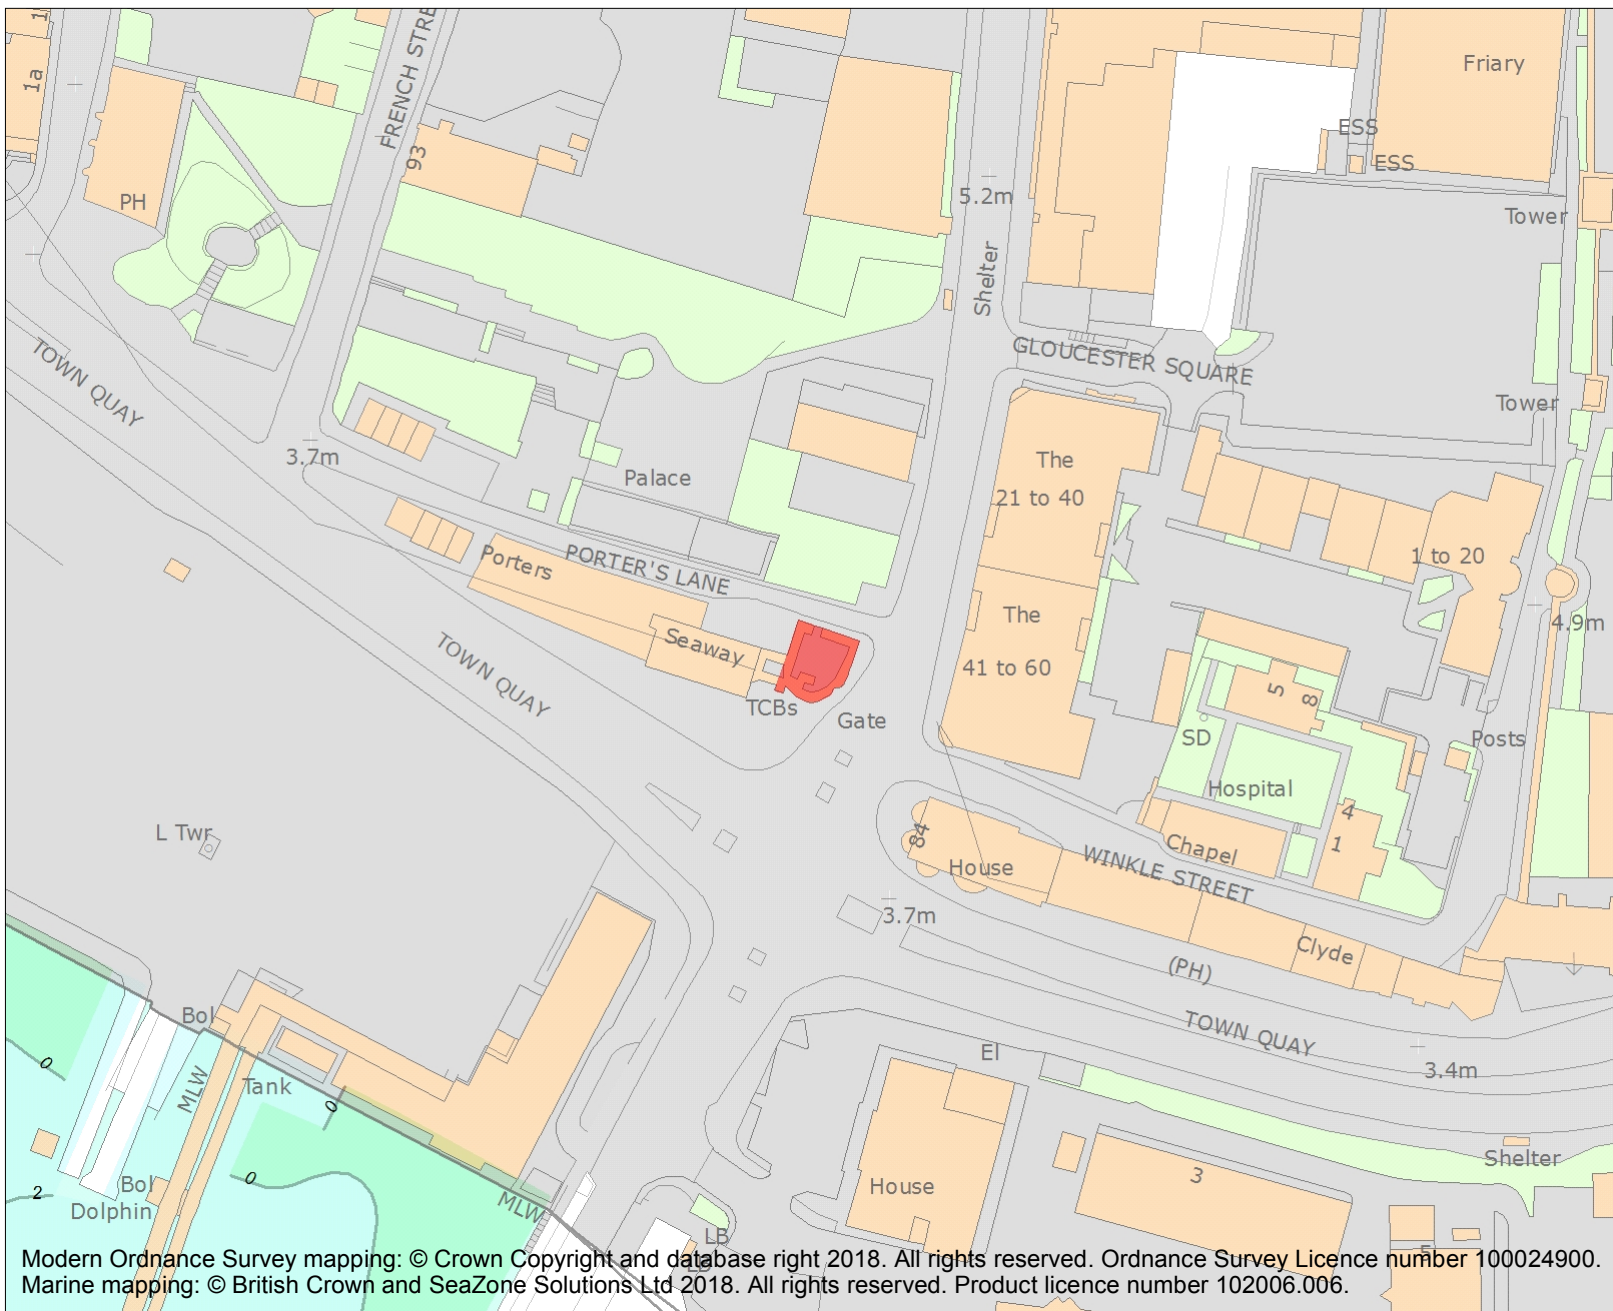 1
1a
FRENCH STRE
93
PH
Friary
ESS
ESS
5.2m
Shelter
Tower
GLOUCESTER SQUARE
Tower
TOWN QUAY
3.7m
Palace
The
21 to 40
1 to 20
Porters
PORTER'S LANE
The
41 to 60
4.9m
Seaway
TOWN QUAY
TCBs
Gate
5
8
SD
Posts
Hospital
4
1
L Twr
84
House
Chapel
WINKLE STREET
3.7m
Clyde
(PH)
TOWN QUAY
Bol
El
3.4m
0
MLW
Tank
0
Shelter
3
0
House
2
Bol
Dolphin
MLW
LB
Modern Ordnance Survey mapping: © Crown Copyright and database right 2018. All rights reserved. Ordnance Survey Licence number 100024900.
Marine mapping: © British Crown and SeaZone Solutions Ltd 2018. All rights reserved. Product licence number 102006.006.